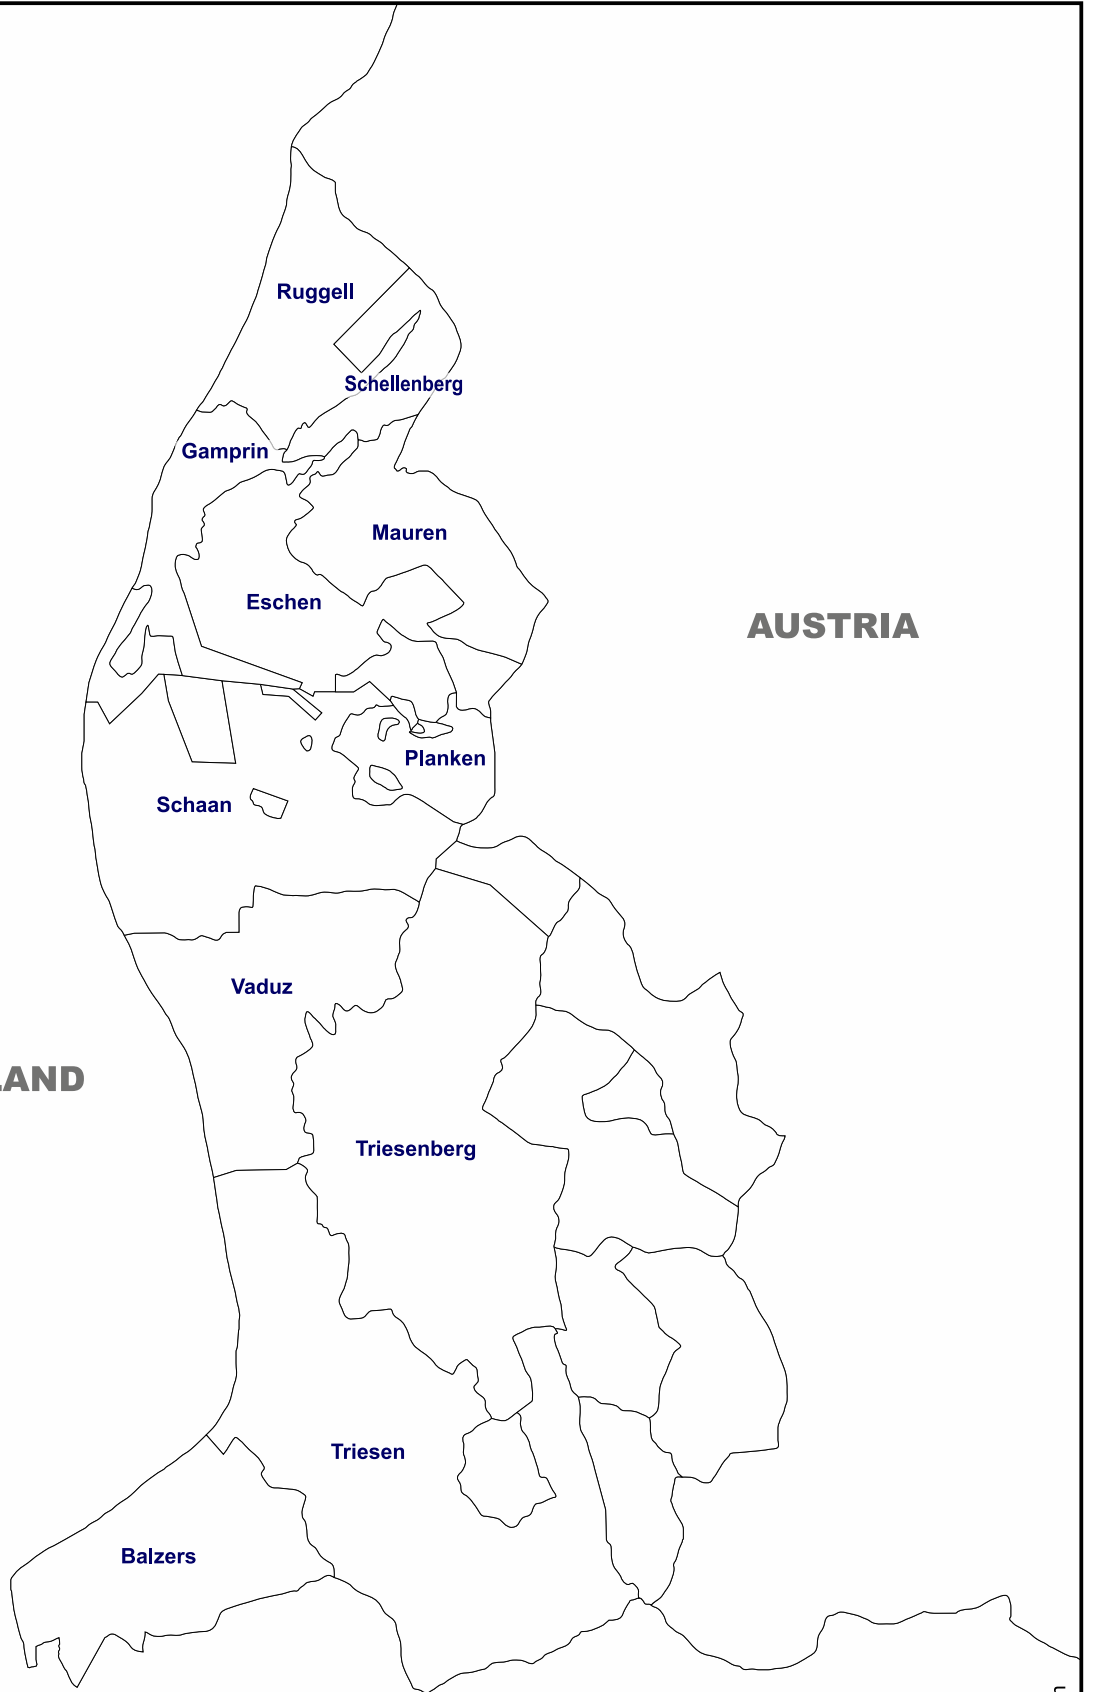 Ruggell
Schellenberg
Gamprin
Mauren
Eschen
AUSTRIA
Planken
Schaan
Vaduz
LAND
Triesenberg
Triesen
Balzers